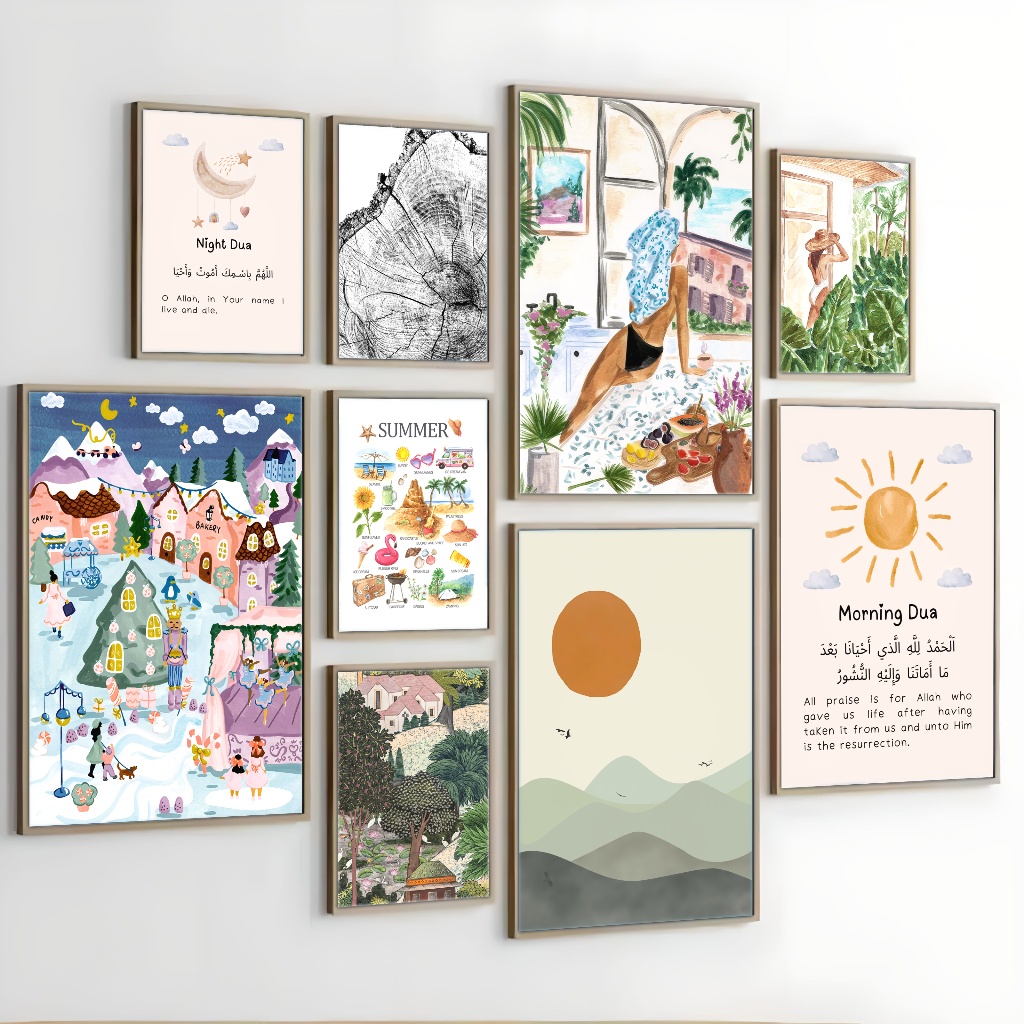 Night Dua
اللَّهُمَّ بِاسْمِكَ أَمُوتُ وَأَحْيَا
O Allah, in Your name I
live and die.
SUMMER
CANDY
BAKERY
Morning Dua
اَلْحَمْدُ لِلَّهِ الَّذِي أَحْيَانَا بَعْدَ
مَا أَمَاتَنَا وَإِلَيْهِ النُّشُورُ
All praise is for Allah who
gave us life after having
taken it from us and unto Him
is the resurrection.